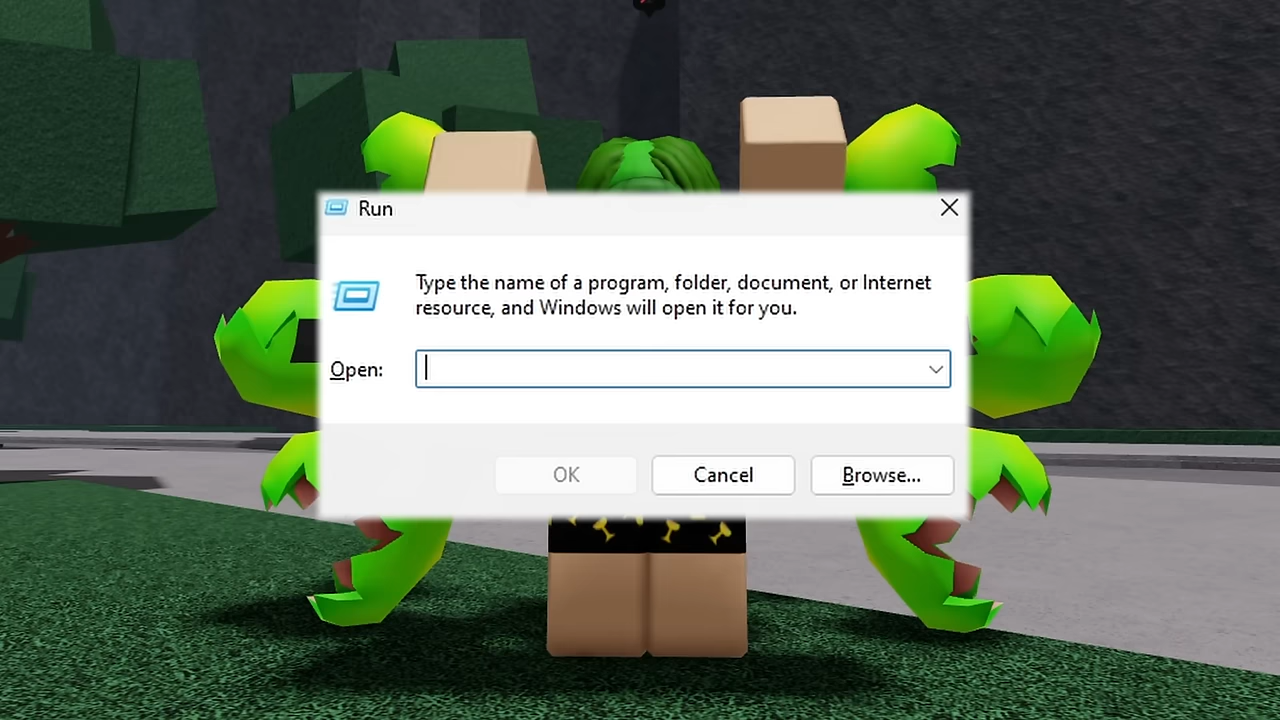 Run
Type the name of a program, folder, document, or Internet
resource, and Windows will open it for you.
Open:
OK Cancel Browse...